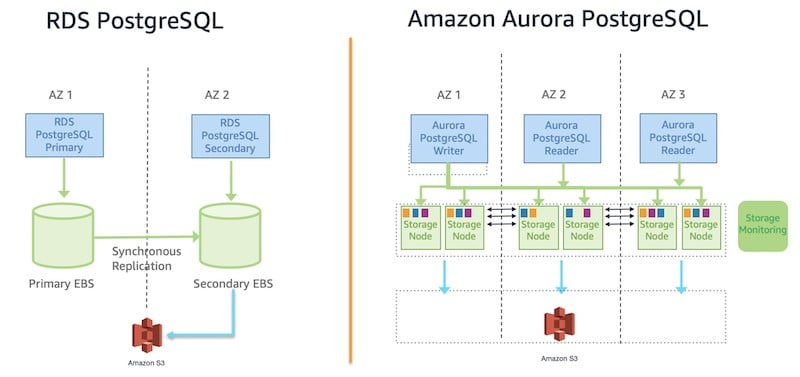 RDS PostgreSQL
AZ 1
AZ 2
RDS
PostgreSQL
Primary
RDS
PostgreSQL
Secondary
Synchronous
Replication
Primary EBS
Secondary EBS
Amazon S3
Amazon Aurora PostgreSQL
AZ 1
AZ 2
AZ 3
Aurora
PostgreSQL
Writer
Aurora
PostgreSQL
Reader
Aurora
PostgreSQL
Reader
Storage
Node
Storage
Node
Storage
Node
Storage
Node
Storage
Node
Storage
Node
Storage
Monitoring
Amazon S3